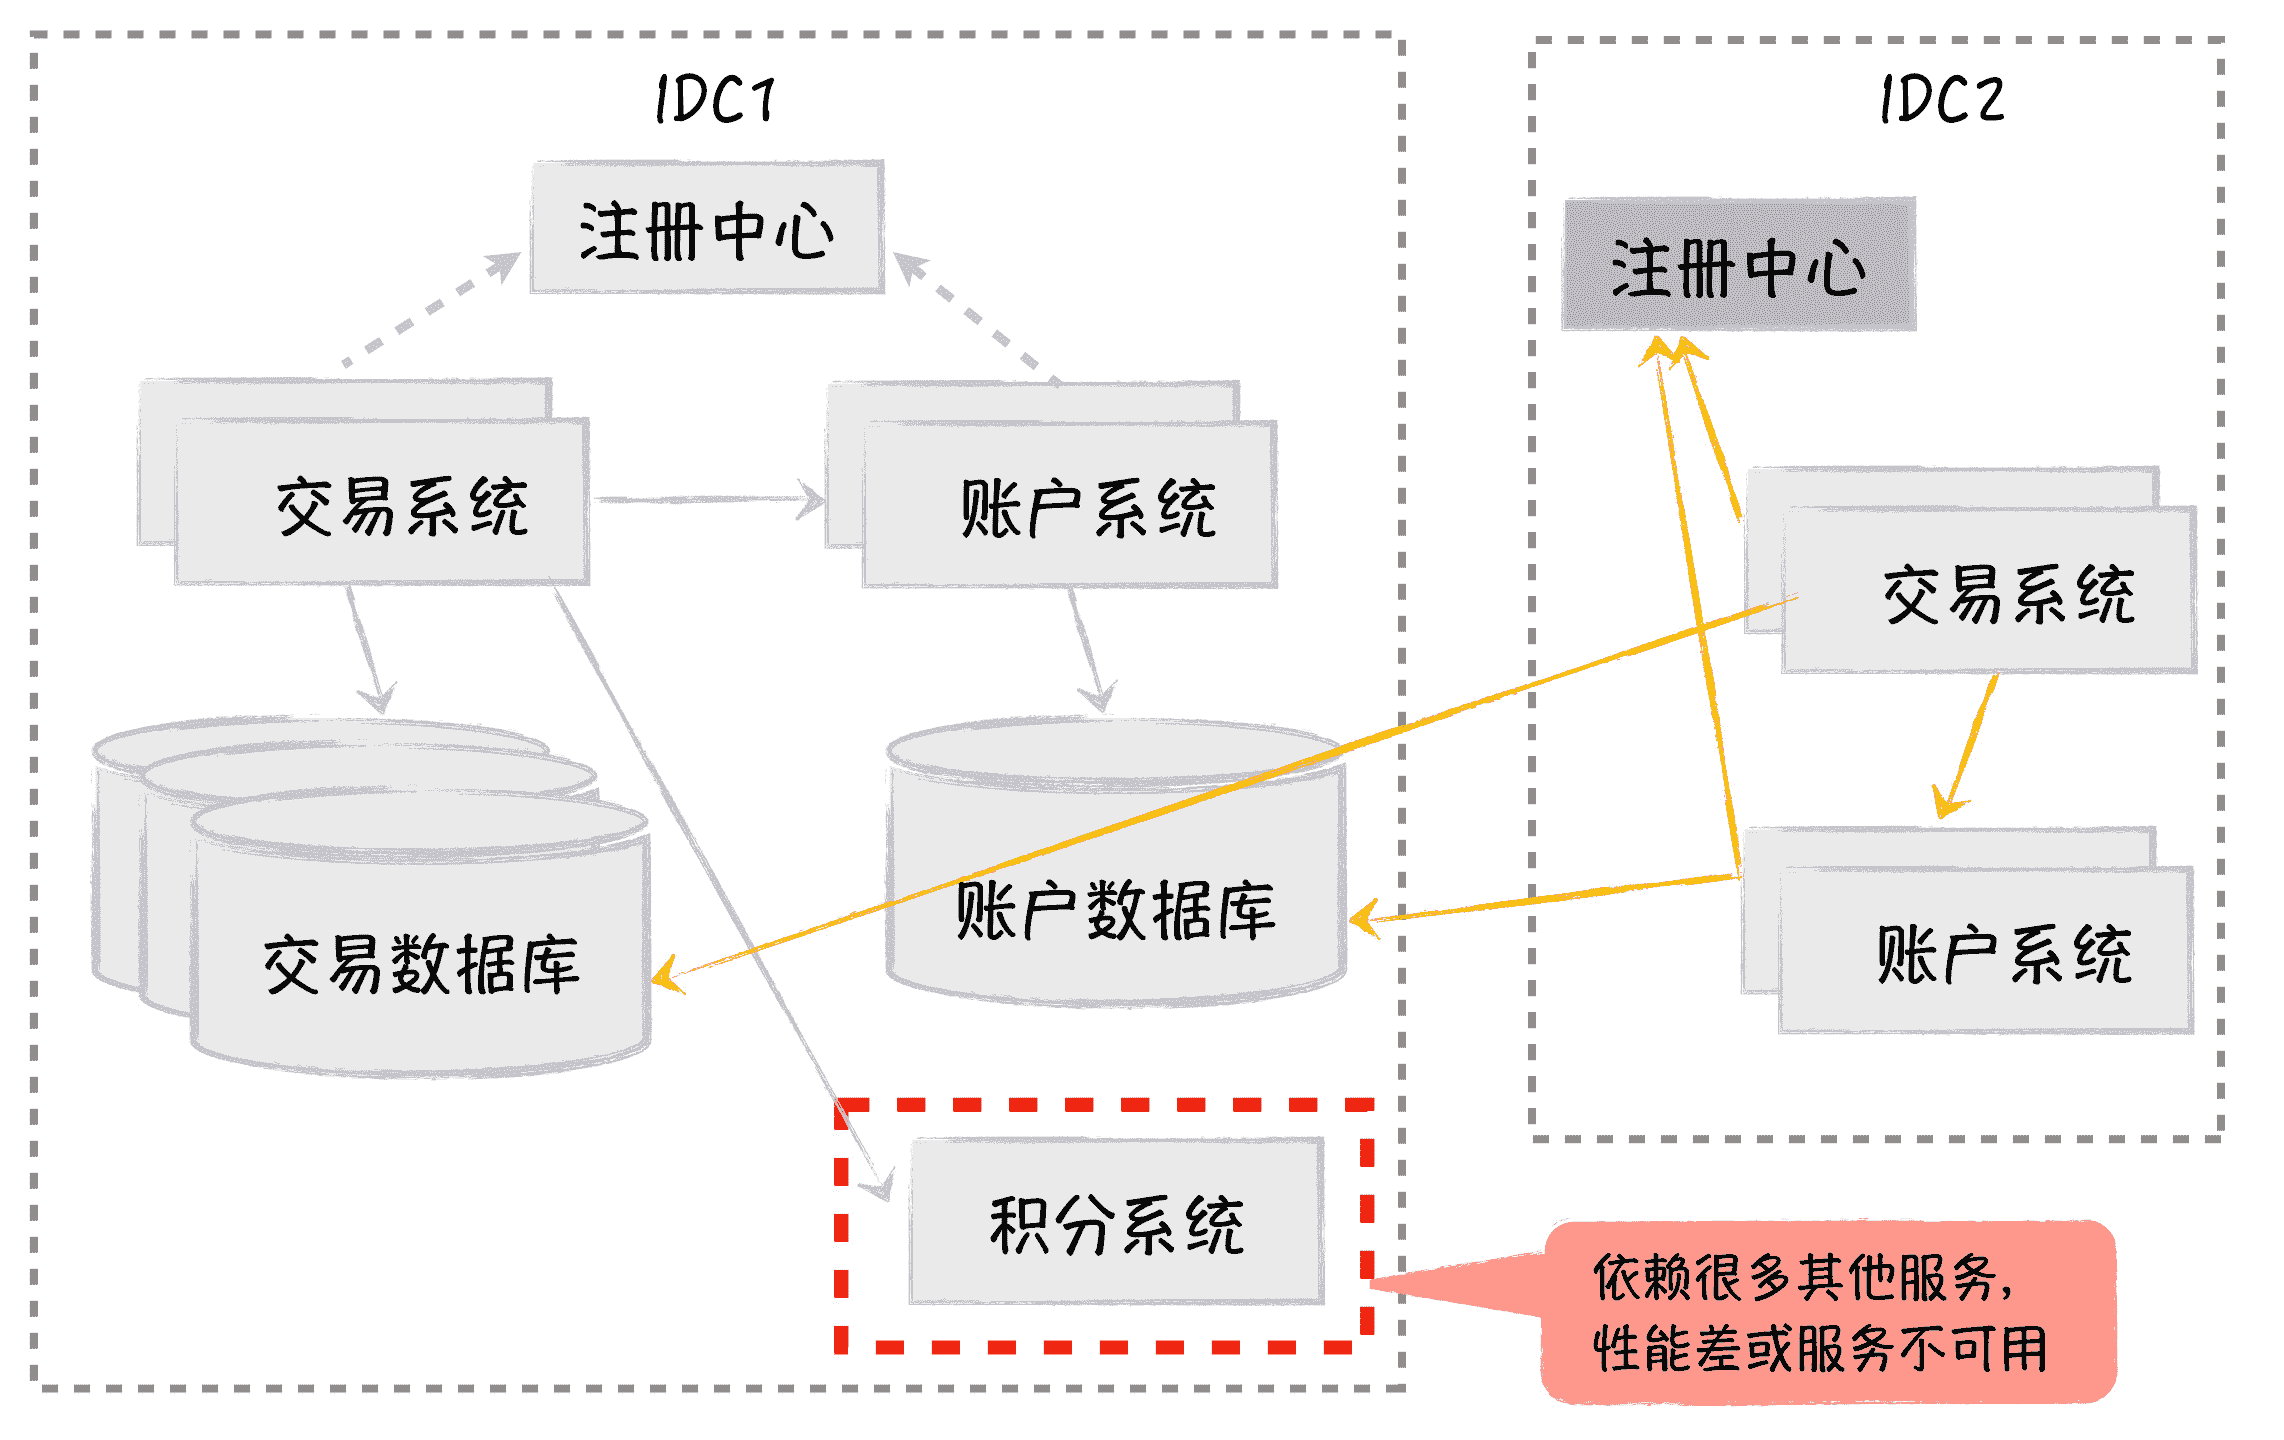 IDC1
注册中心
交易系统
账户系统
交易数据库
账户数据库
积分系统
IDC2
注册中心
交易系统
账户系统
依赖很多其他服务，
性能差或服务不可用